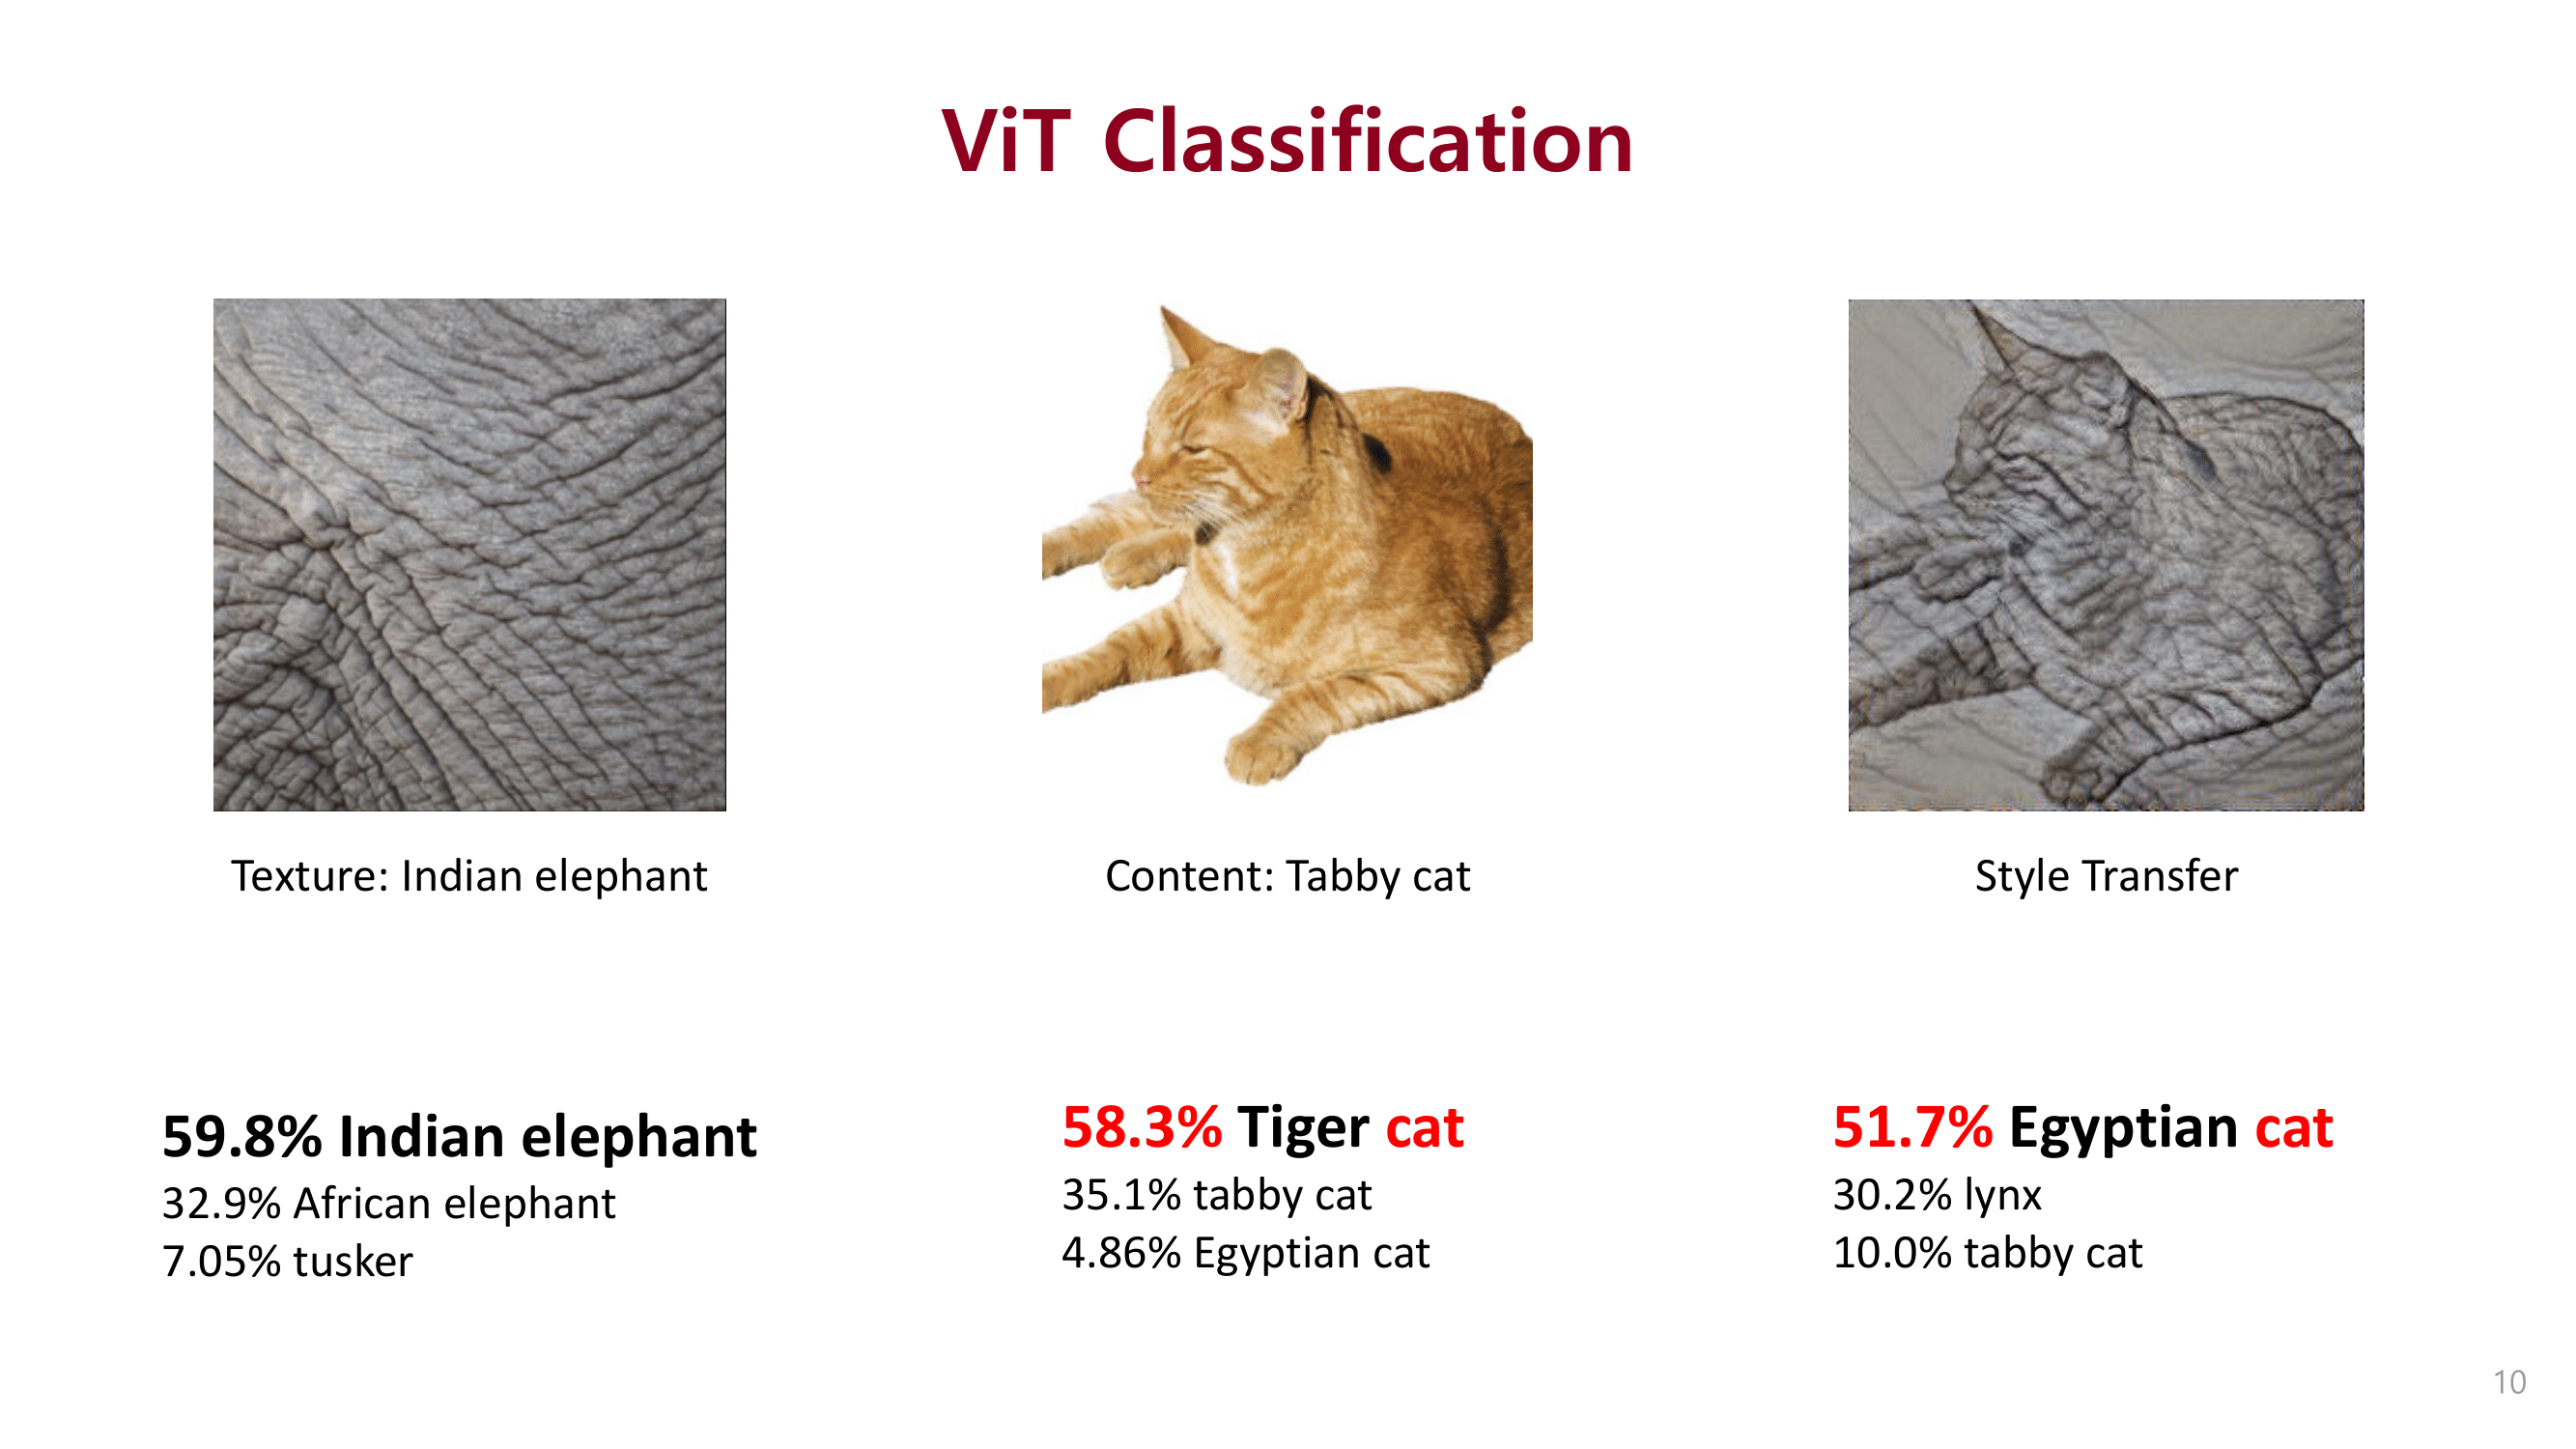 ViT Classification
Texture: Indian elephant
Content: Tabby cat
Style Transfer
59.8% Indian elephant
32.9% African elephant
7.05% tusker
58.3% Tiger cat
35.1% tabby cat
4.86% Egyptian cat
51.7% Egyptian cat
30.2% lynx
10.0% tabby cat
10